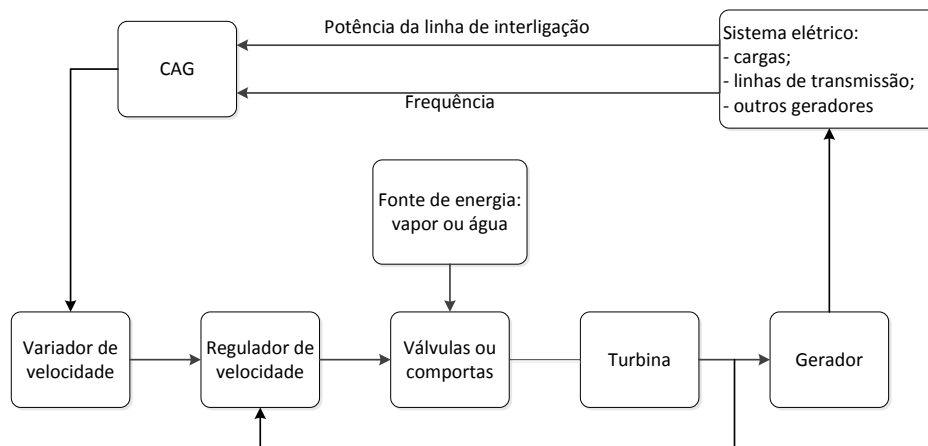 Potência da linha de interligação
CAG
Frequência
Sistema elétrico:
- cargas;
- linhas de transmissão;
- outros geradores
Fonte de energia:
vapor ou água
Variador de
velocidade
Regulador de
velocidade
Válvulas ou
comportas
Turbina
Gerador